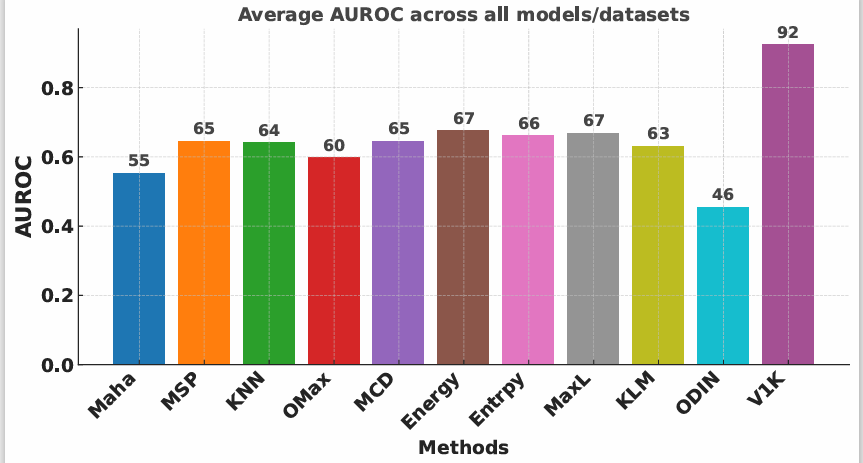 Average AUROC across all models/datasets
92
0.8
67
67
65
65
66
64
63
60
0.6
55
46
0.4
0.2
0.0
AUROC
Maha
MSP
KNN
OMax
MCD
Energy
Entrpy
MaxL
KLM
ODIN
V1K
Methods